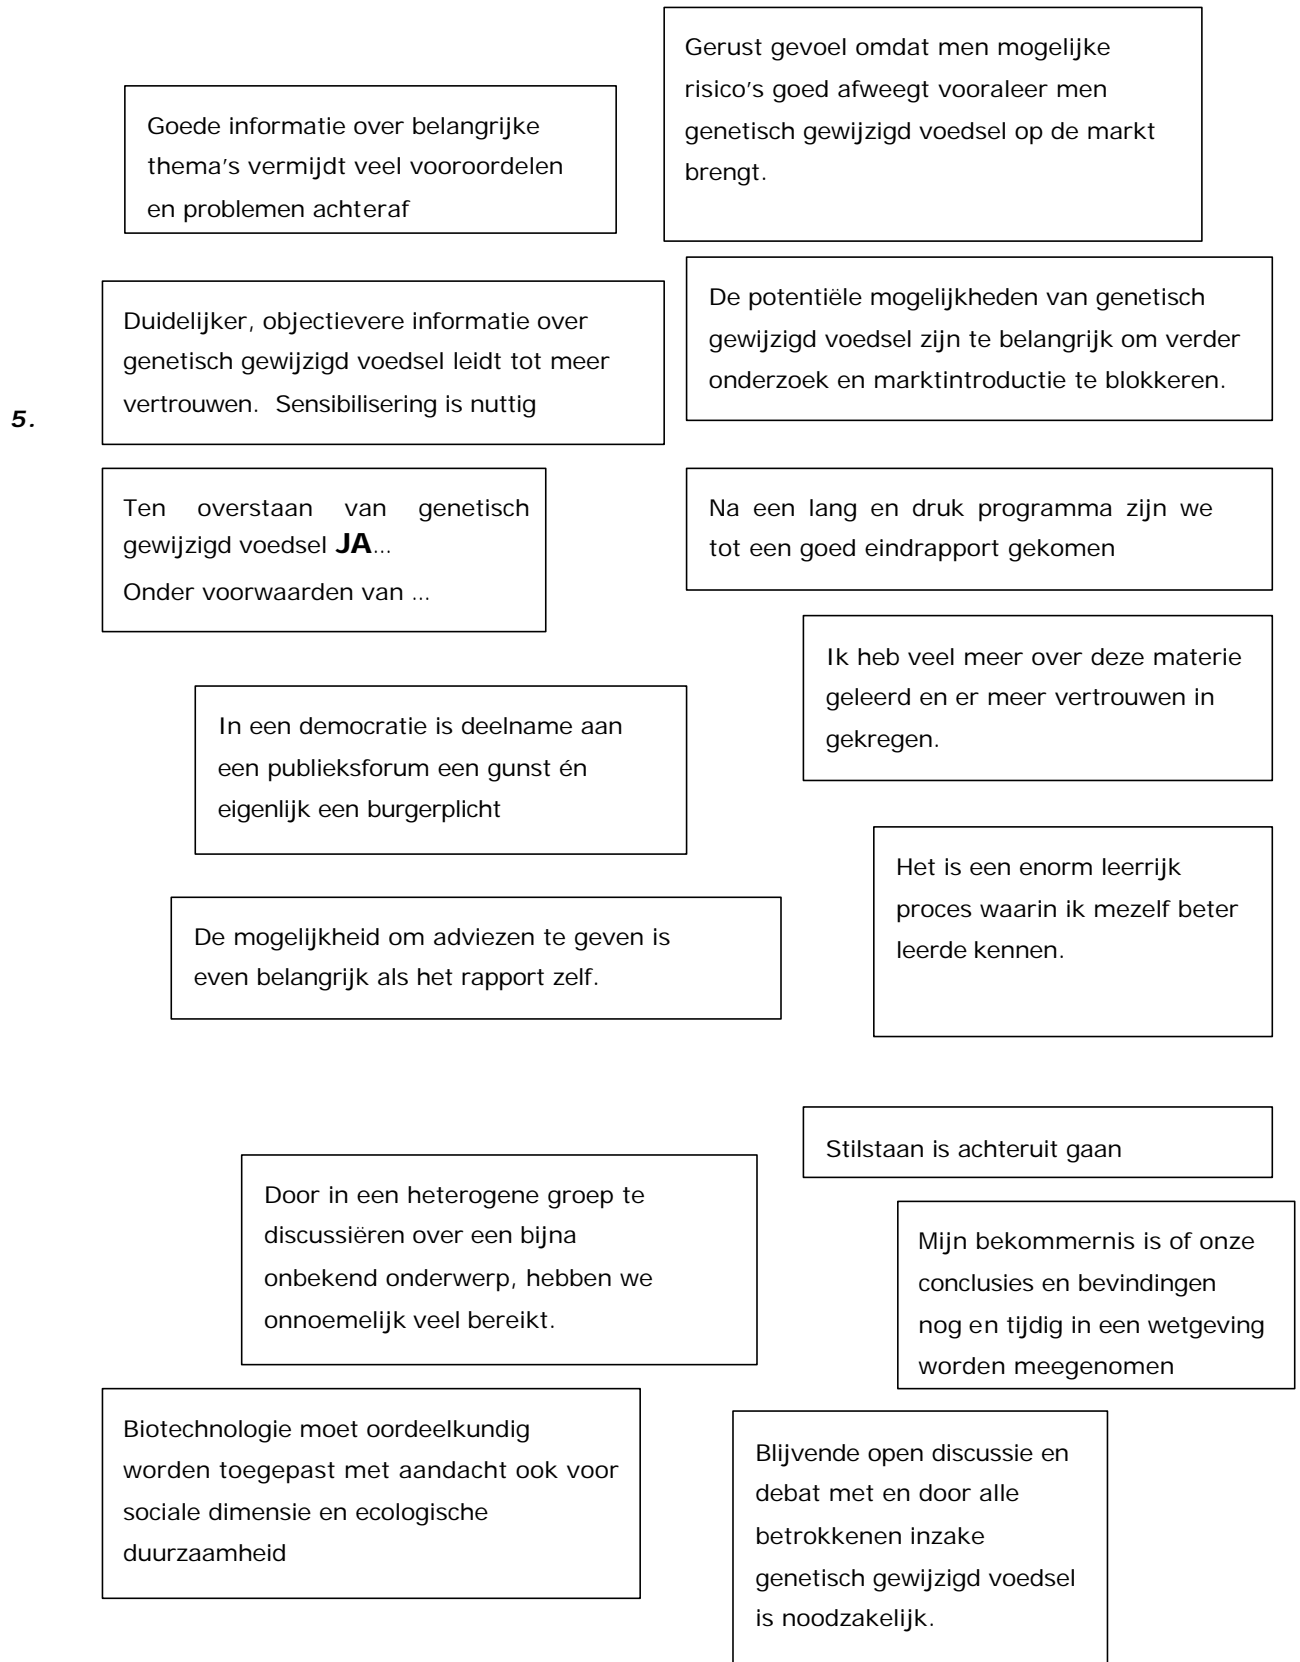 Gerust gevoel omdat men mogelijke
risico's goed afweegt vooraleer men
genetisch gewijzigd voedsel op de markt
brengt.
Goede informatie over belangrijke
thema's vermijdt veel vooroordelen
en problemen achteraf
De potentiële mogelijkheden van genetisch
gewijzigd voedsel zijn te belangrijk om verder
onderzoek en marktintroductie te blokkeren.
Duidelijker, objectievere informatie over
genetisch gewijzigd voedsel leidt tot meer
vertrouwen. Sensibilisering is nuttig
5.
Ten overstaan van genetisch
gewijzigd voedsel JA...
Onder voorwaarden van ...
Na een lang en druk programma zijn we
tot een goed eindrapport gekomen
Ik heb veel meer over deze materie
geleerd en er meer vertrouwen in
gekregen.
In een democratie is deelname aan
een publieksforum een gunst én
eigenlijk een burgerplicht
Het is een enorm leerrijk
proces waarin ik mezelf beter
leerde kennen.
De mogelijkheid om adviezen te geven is
even belangrijk als het rapport zelf.
Stilstaan is achteruit gaan
Door in een heterogene groep te
discussiëren over een bijna
onbekend onderwerp, hebben we
onnoemelijk veel bereikt.
Mijn bekommernis is of onze
conclusies en bevindingen
nog en tijdig in een wetgeving
worden meegenomen
Biotechnologie moet oordeelkundig
worden toegepast met aandacht ook voor
sociale dimensie en ecologische
duurzaamheid
Blijvende open discussie en
debat met en door alle
betrokkenen inzake
genetisch gewijzigd voedsel
is noodzakelijk.